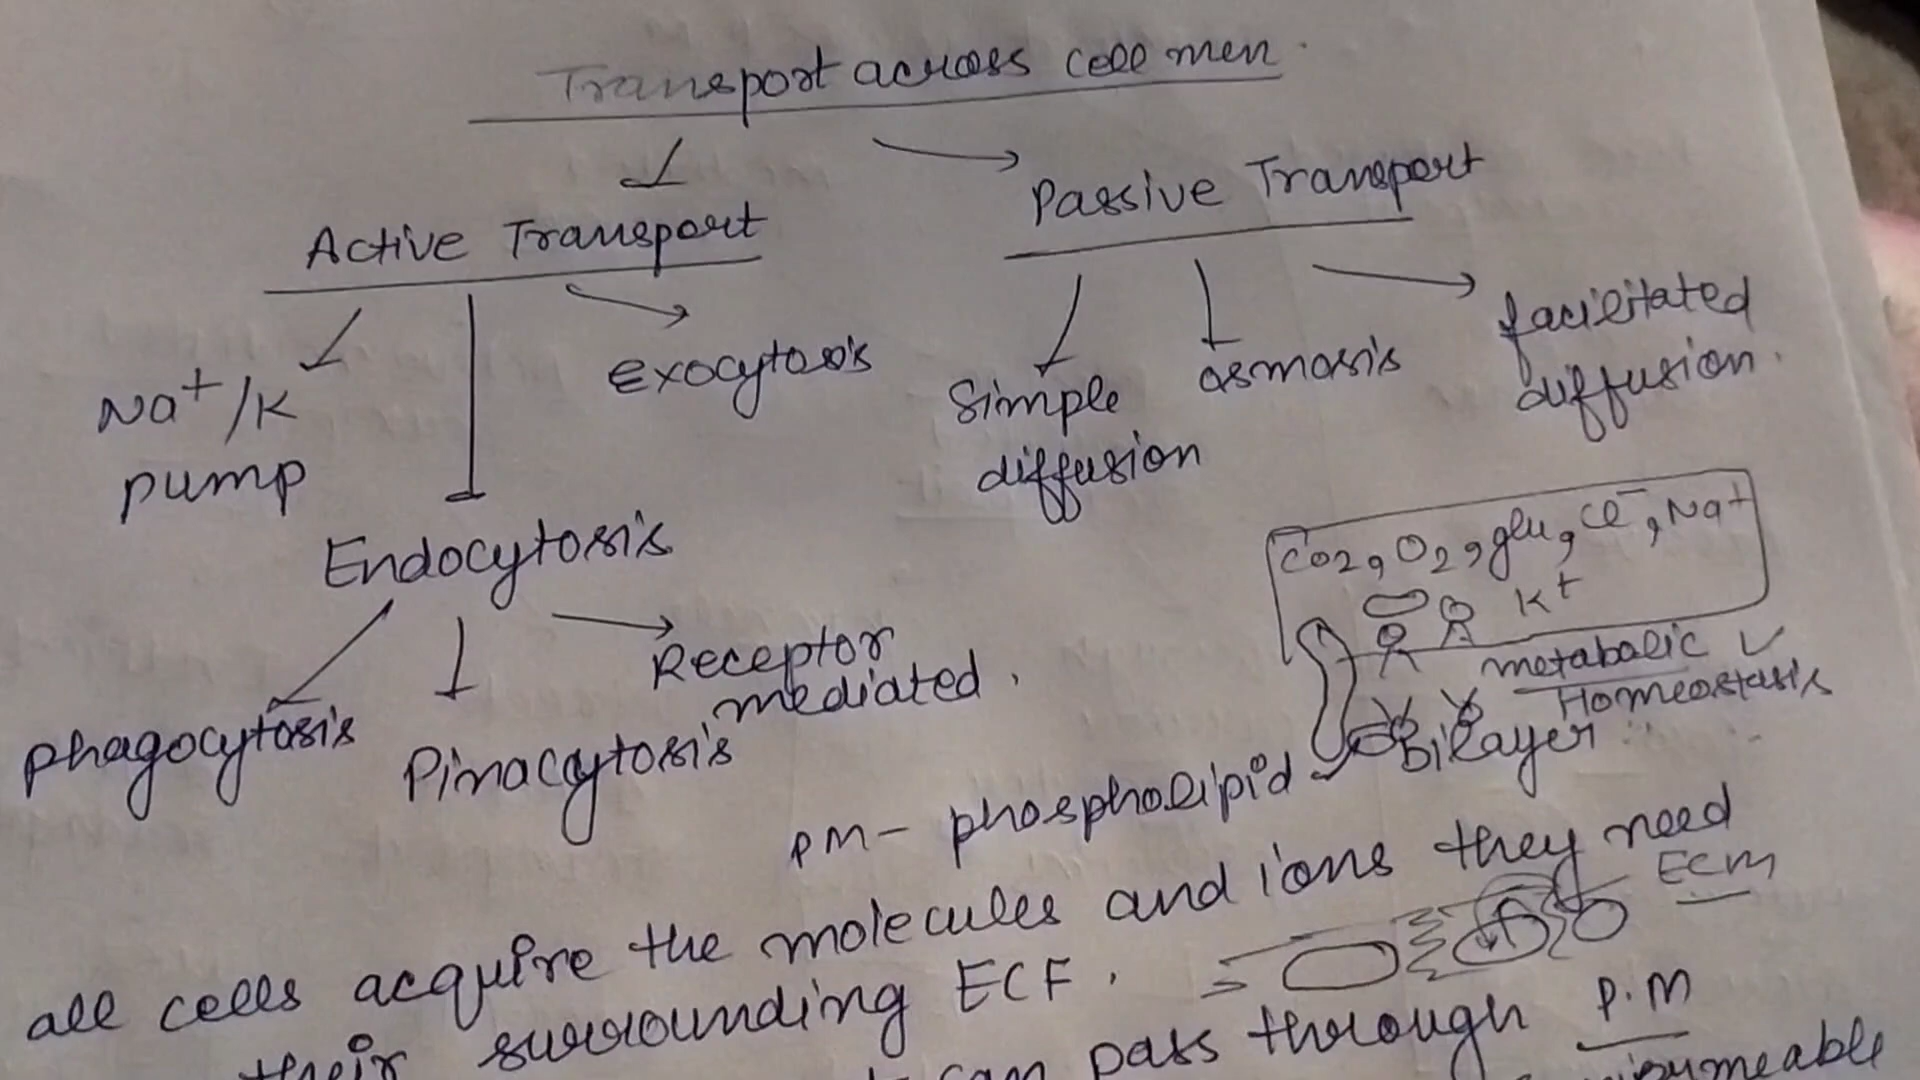 Transport across cell mem
Active Transport
Passive Transport
Na+/K
pump
exocytosis
Simple
diffusion
osmosis
facilitated
diffusion.
Endocytosis
Phagocytosis
Pinocytosis
Receptor
mediated.
CO2, O2, glu, Cl-, Na+
K+
metabolic
Homeostasis
PM- phospholipid Bilayer
all cells acquire the molecules and ions they need
ECM
their surrounding ECF.
can pass through P.M